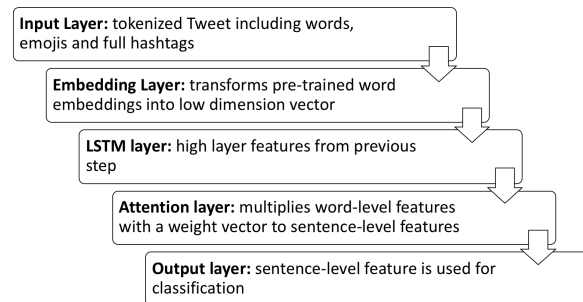 Input Layer: tokenized Tweet including words,
emojis and full hashtags
Embedding Layer: transforms pre-trained word
embeddings into low dimension vector
LSTM layer: high layer features from previous
step
Attention layer: multiplies word-level features
with a weight vector to sentence-level features
Output layer: sentence-level feature is used for
classification